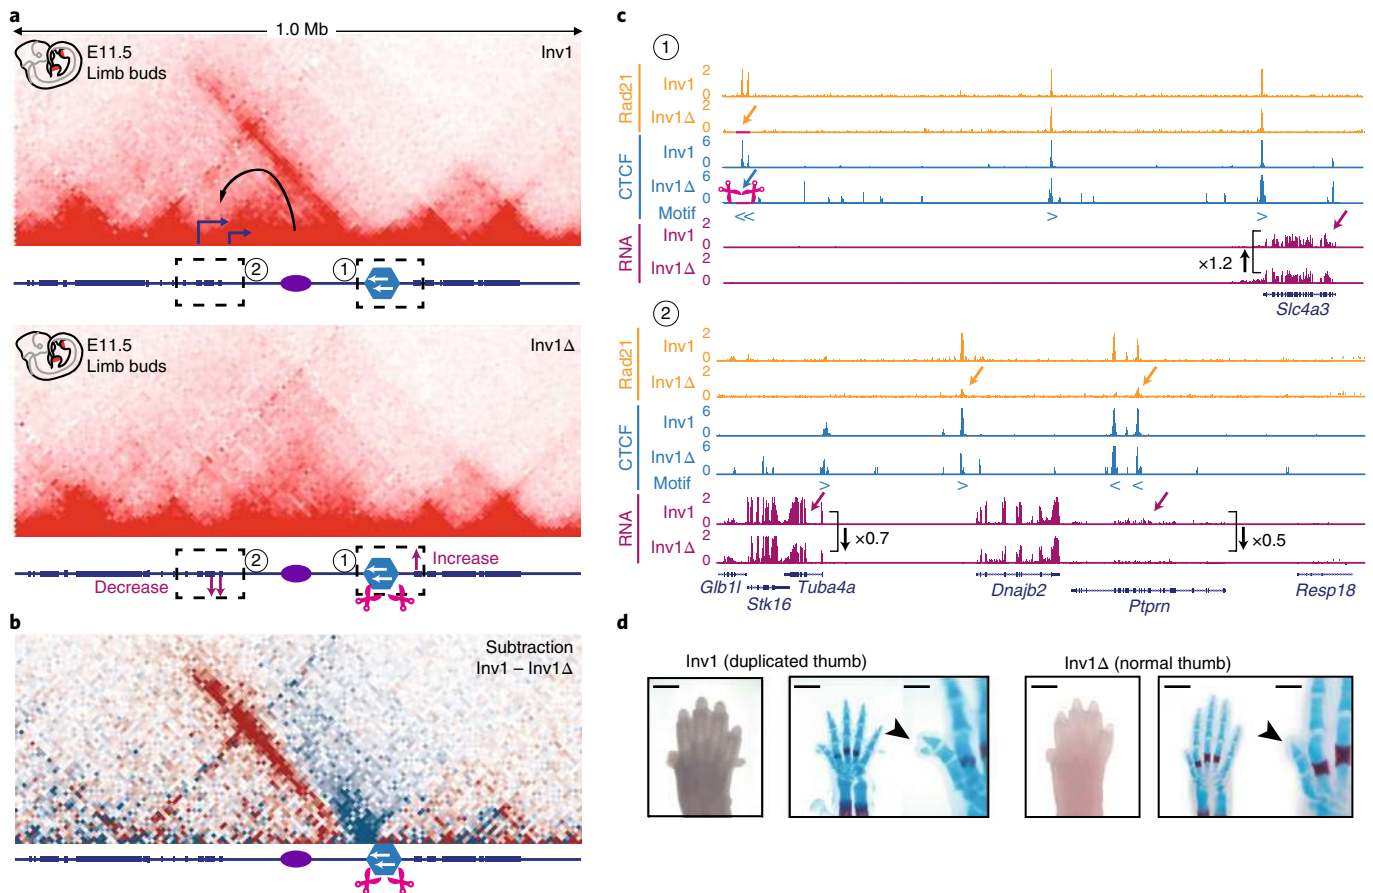 a
1.0 Mb
E11.5
Limb buds
Inv1
2
1
E11.5
Limb buds
Inv1Δ
2
1
Increase
Decrease
b
Subtraction
Inv1 – Inv1Δ
c
1
Rad21
Inv1
2
0
Inv1Δ
2
0
CTCF
Inv1
6
0
Inv1Δ
6
0
Motif
<<
>
>
RNA
Inv1
2
0
Inv1Δ
2
0
×1.2
Slc4a3
2
Rad21
Inv1
2
0
Inv1Δ
2
0
CTCF
Inv1
6
0
Inv1Δ
6
0
Motif
>
>
<
<
RNA
Inv1
2
0
Inv1Δ
2
0
×0.7
×0.5
Glb1l
Stk16
Tuba4a
Dnajb2
Ptprn
Resp18
d
Inv1 (duplicated thumb)
Inv1Δ (normal thumb)